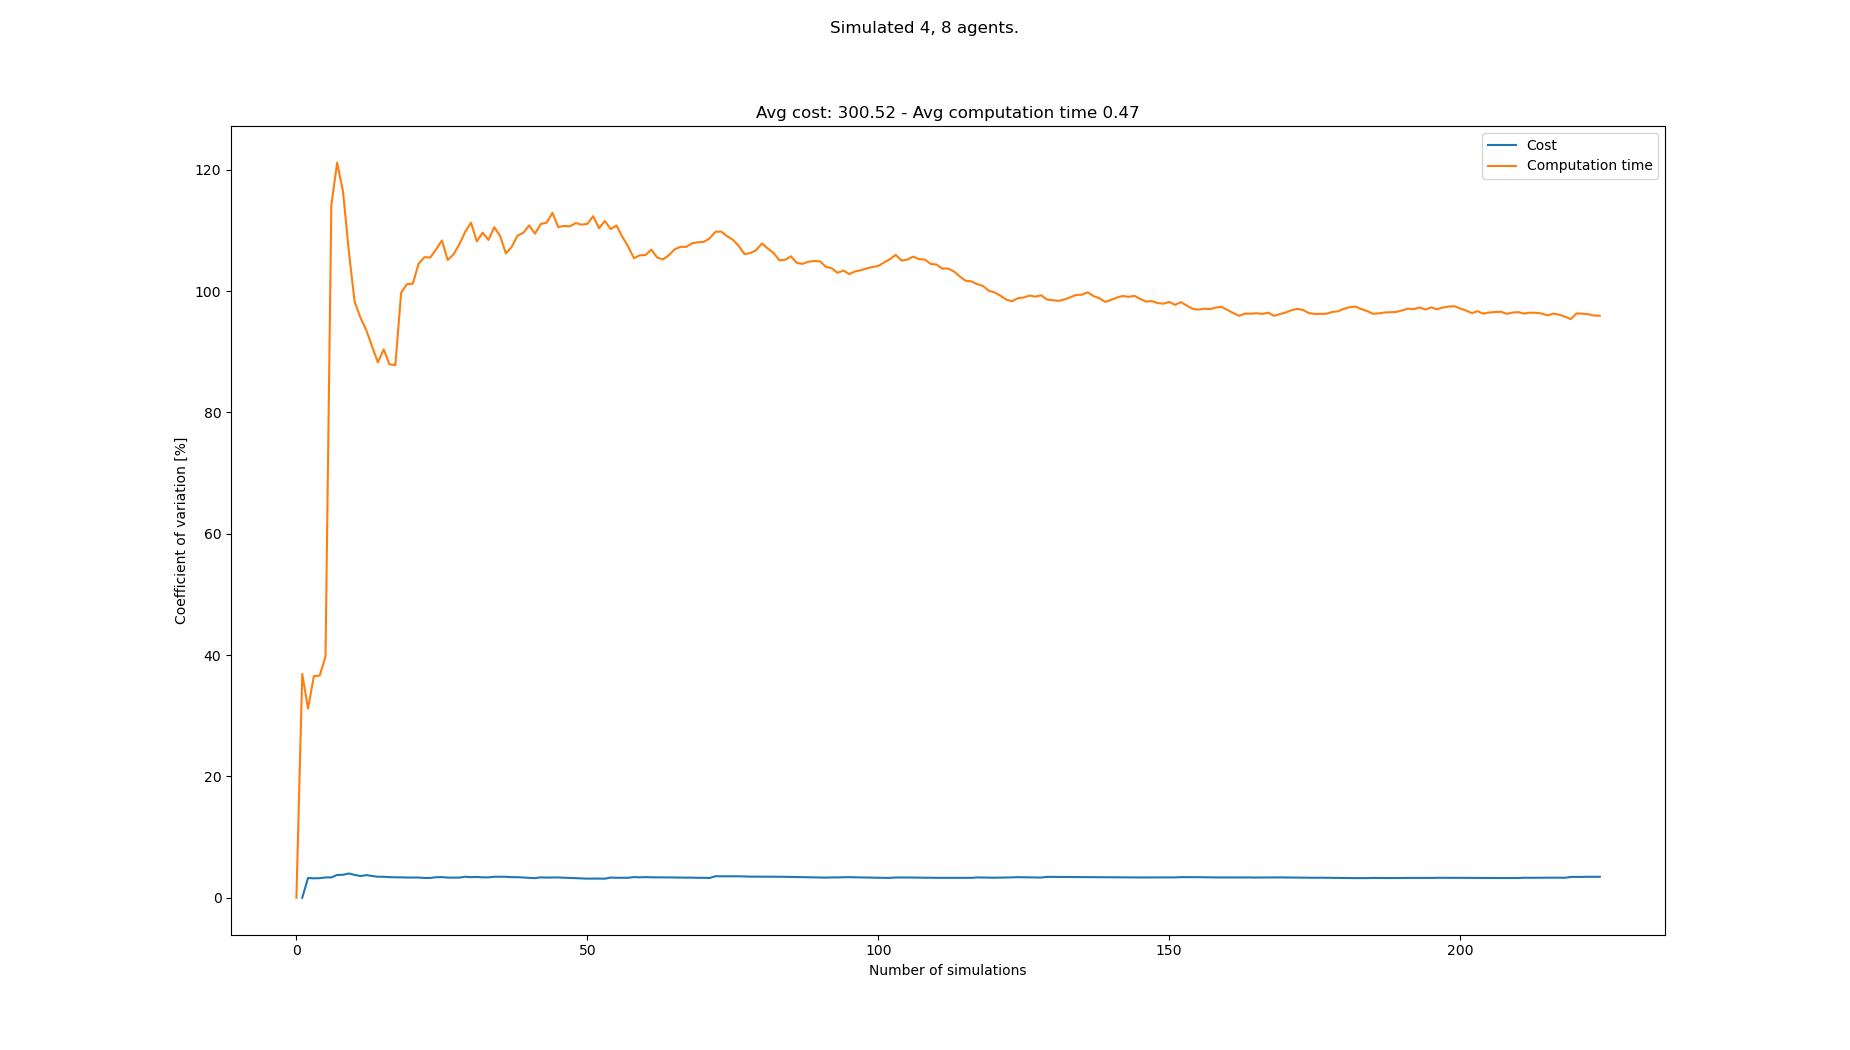 Simulated 4, 8 agents.
Avg cost: 300.52 - Avg computation time 0.47
Cost
Computation time
120
100
80
60
40
20
0
Coefficient of variation [%]
0
50
100
150
200
Number of simulations